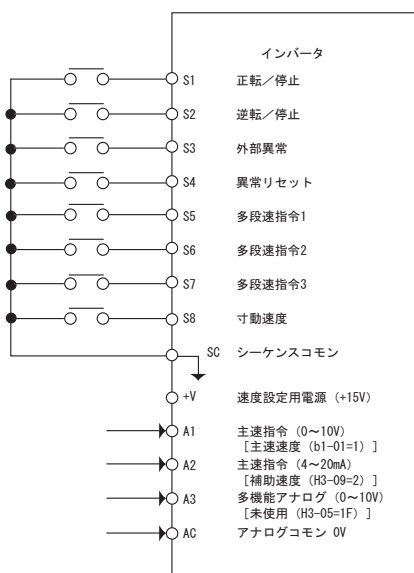 インバータ
S1 正転／停止
S2 逆転／停止
S3 外部異常
S4 異常リセット
S5 多段速指令1
S6 多段速指令2
S7 多段速指令3
S8 寸動速度
SC シーケンスコモン
+V 速度設定用電源（+15V）
A1 主速指令（0～10V）
［主速速度（b1-01=1）］
A2 主速指令（4～20mA）
［補助速度（H3-09=2）］
A3 多機能アナログ（0～10V）
［未使用（H3-05=1F）］
AC アナログコモン 0V